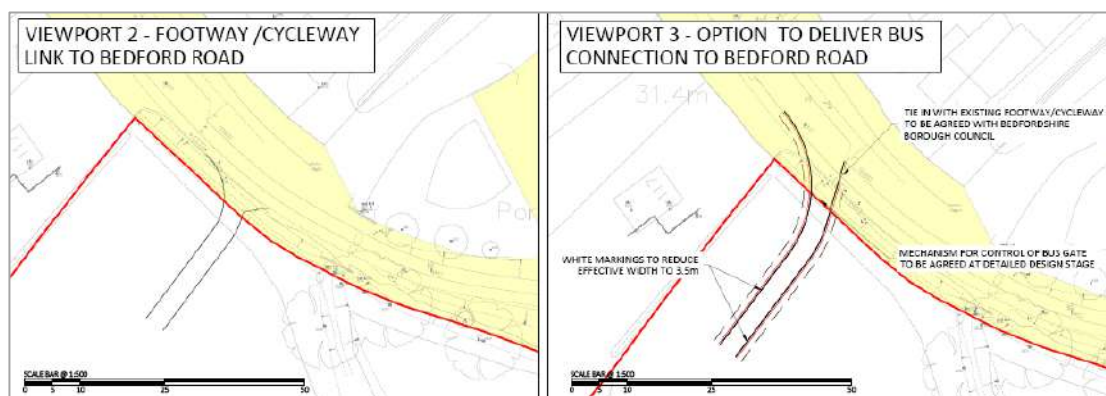 VIEWPORT 2 - FOOTWAY /CYCLEWAY
LINK TO BEDFORD ROAD
SCALE BAR @ 1:500
0 5 10 25 50
VIEWPORT 3 - OPTION TO DELIVER BUS
CONNECTION TO BEDFORD ROAD
31.4m
TIE IN WITH EXISTING FOOTWAY/CYCLEWAY
TO BE AGREED WITH BEDFORDSHIRE
BOROUGH COUNCIL
WHITE MARKINGS TO REDUCE
EFFECTIVE WIDTH TO 3.5m
MECHANISM FOR CONTROL OF BUS GATE
TO BE AGREED AT DETAILED DESIGN STAGE
SCALE BAR @ 1:500
0 5 10 25 50